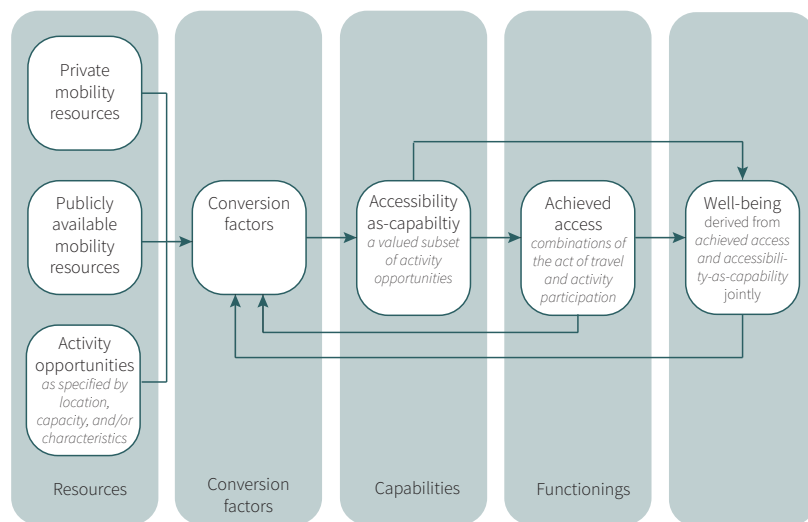 Private
mobility
resources
Publicly
available
mobility
resources
Activity
opportunities
as specified by
location,
capacity, and/or
characteristics
Resources
Conversion
factors
Conversion
factors
Accessibility
as-capabiltiy
a valued subset
of activity
opportunities
Capabilities
Achieved
access
combinations of
the act of travel
and activity
participation
Functionings
Well-being
derived from
achieved access
and accessibili-
ty-as-capability
jointly